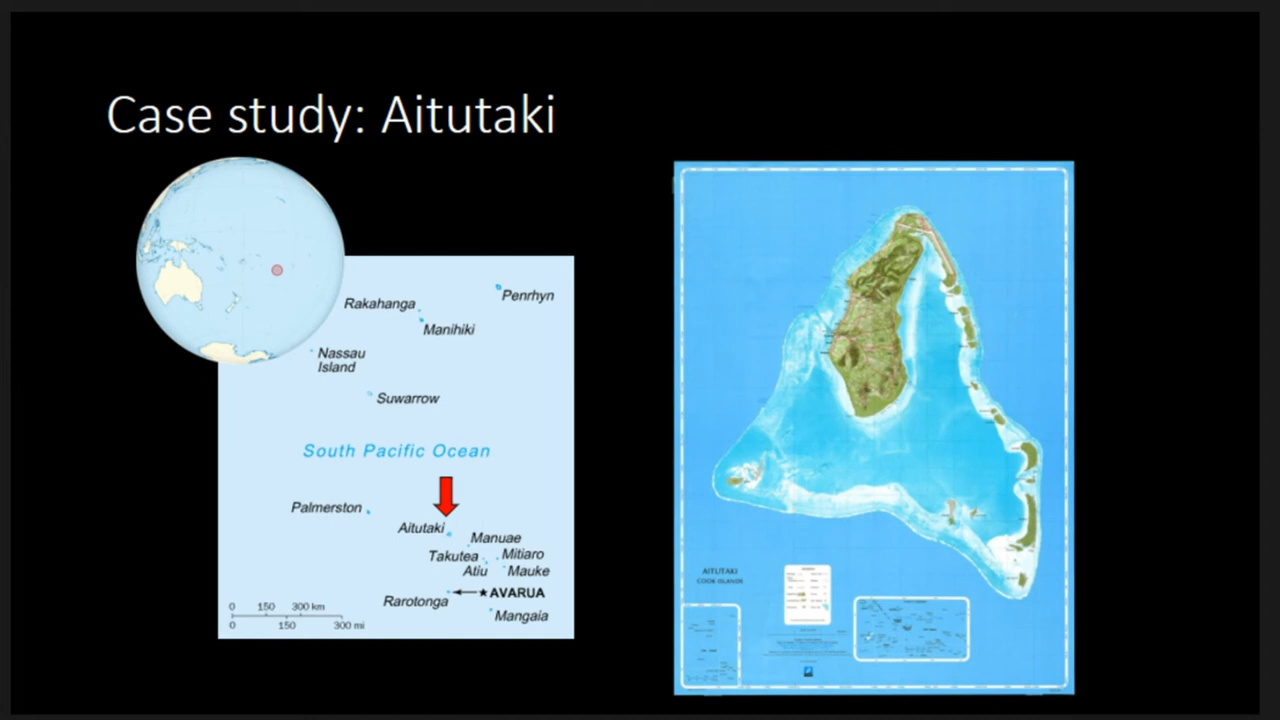 Case study: Aitutaki
Penrhyn
Rakahanga
Manihiki
Nassau
Island
Suwarrow
South Pacific Ocean
Palmerston
Aitutaki
Manuae
Takutea
Mitiaro
Atiu
Mauke
AVARUA
Rarotonga
Mangaia
0 150 300 km
0 150 300 mi
AITUTAKI
COOK ISLANDS